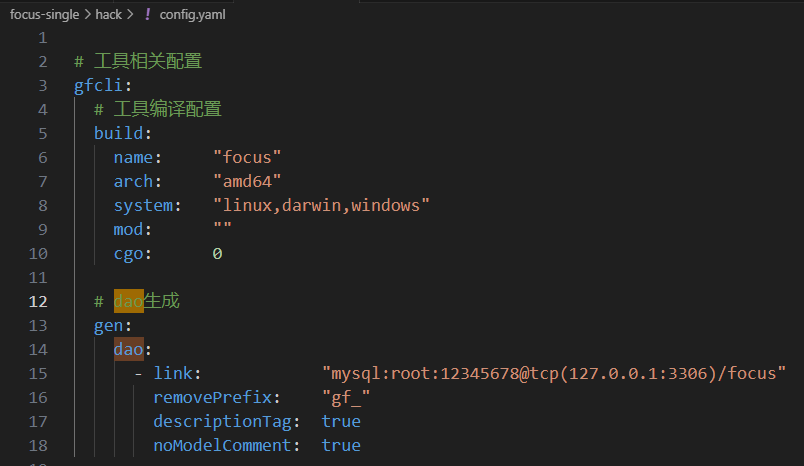 focus-single > hack > ! config.yaml
1
2 # 工具相关配置
3 gfcli:
4 # 工具编译配置
5 build:
6 name: "focus"
7 arch: "amd64"
8 system: "linux,darwin,windows"
9 mod: ""
10 cgo: 0
11
12 # dao生成
13 gen:
14 dao:
15 - link: "mysql:root:12345678@tcp(127.0.0.1:3306)/focus"
16 removePrefix: "gf_"
17 descriptionTag: true
18 noModelComment: true